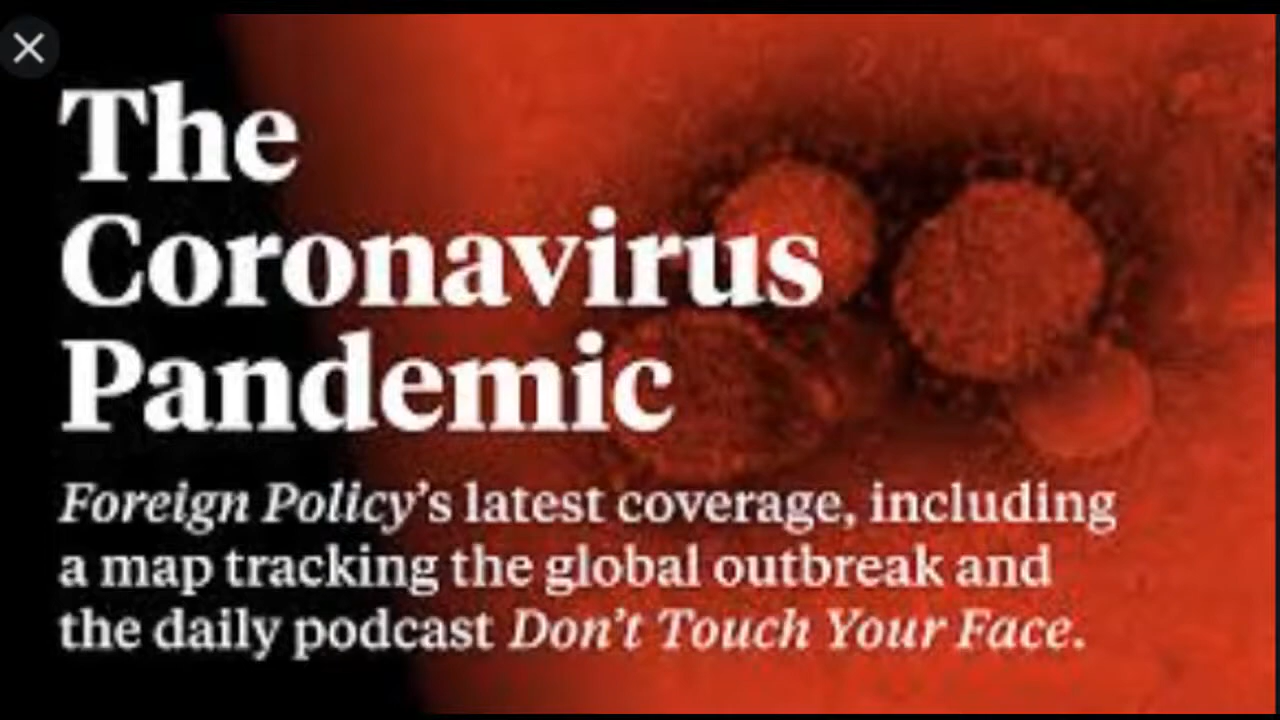 The
Coronavirus
Pandemic
Foreign Policy’s latest coverage, including
a map tracking the global outbreak and
the daily podcast Don’t Touch Your Face.